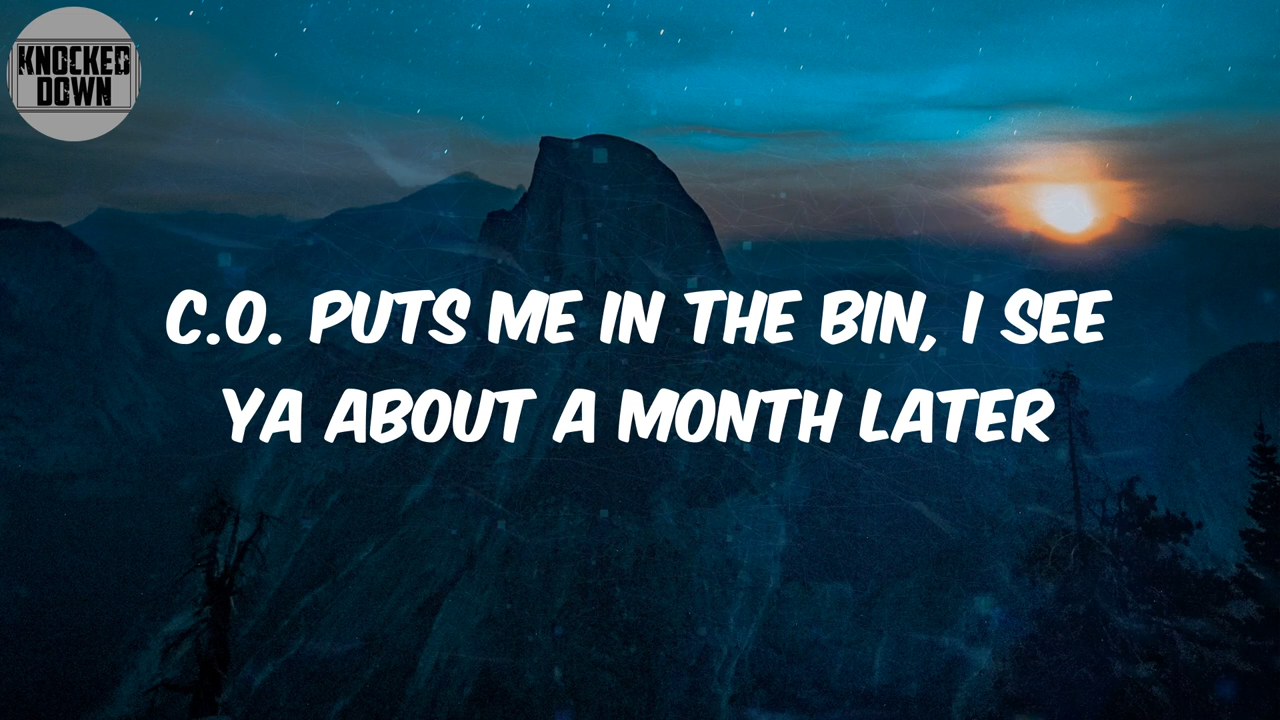 KNOCKED
DOWN
C.O. PUTS ME IN THE BIN, I SEE
YA ABOUT A MONTH LATER